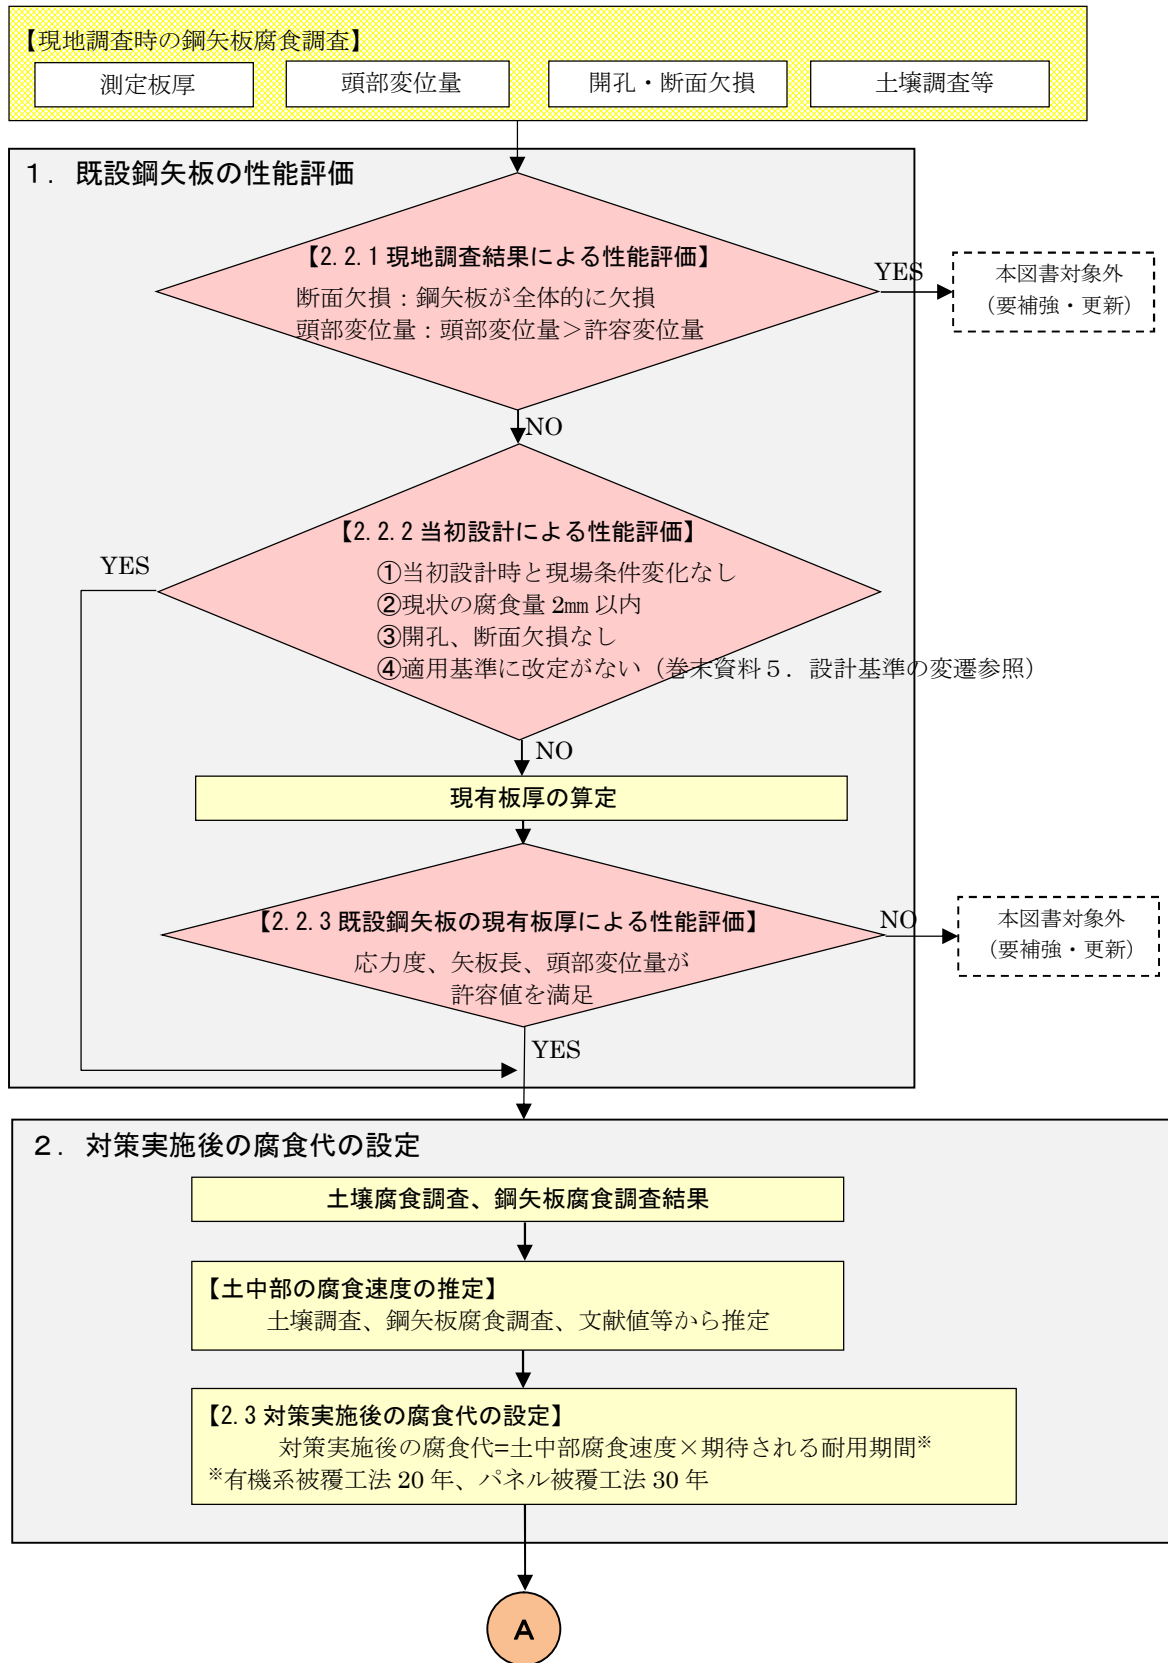 【現地調査時の鋼矢板腐食調査】
測定板厚
頭部変位量
開孔・断面欠損
土壌調査等
１．既設鋼矢板の性能評価
【2.2.1 現地調査結果による性能評価】
断面欠損：鋼矢板が全体的に欠損
頭部変位量：頭部変位量＞許容変位量
YES
本図書対象外
（要補強・更新）
NO
【2.2.2 当初設計による性能評価】
YES
①当初設計時と現場条件変化なし
②現状の腐食量 2㎜ 以内
③開孔、断面欠損なし
④適用基準に改定がない（巻末資料５．設計基準の変遷参照）
NO
現有板厚の算定
【2.2.3 既設鋼矢板の現有板厚による性能評価】
応力度、矢板長、頭部変位量が
許容値を満足
NO
本図書対象外
（要補強・更新）
YES
２．対策実施後の腐食代の設定
土壌腐食調査、鋼矢板腐食調査結果
【土中部の腐食速度の推定】
土壌調査、鋼矢板腐食調査、文献値等から推定
【2.3 対策実施後の腐食代の設定】
対策実施後の腐食代=土中部腐食速度×期待される耐用期間※
※有機系被覆工法 20 年、パネル被覆工法 30 年
A